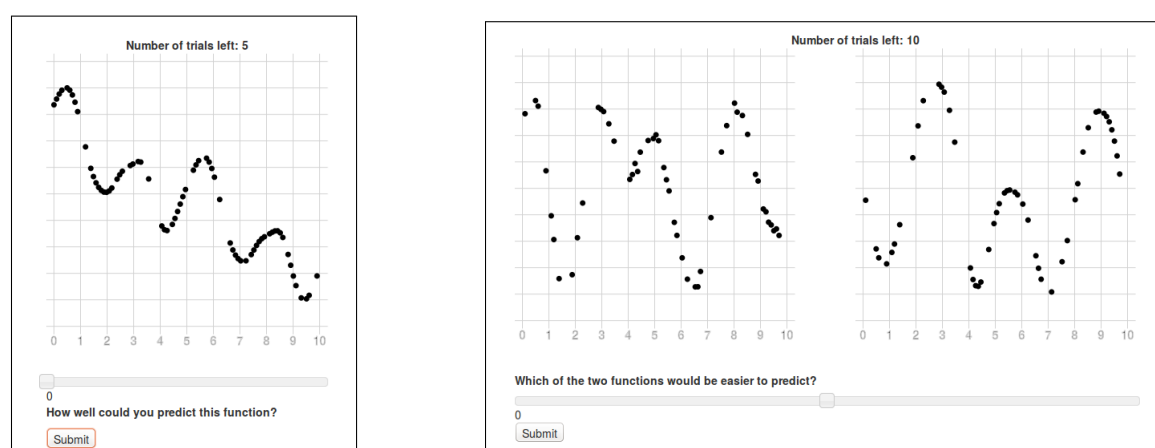 Number of trials left: 5
0 1 2 3 4 5 6 7 8 9 10
0
How well could you predict this function?
Submit
Number of trials left: 10
0 1 2 3 4 5 6 7 8 9 10
0 1 2 3 4 5 6 7 8 9 10
Which of the two functions would be easier to predict?
0
Submit